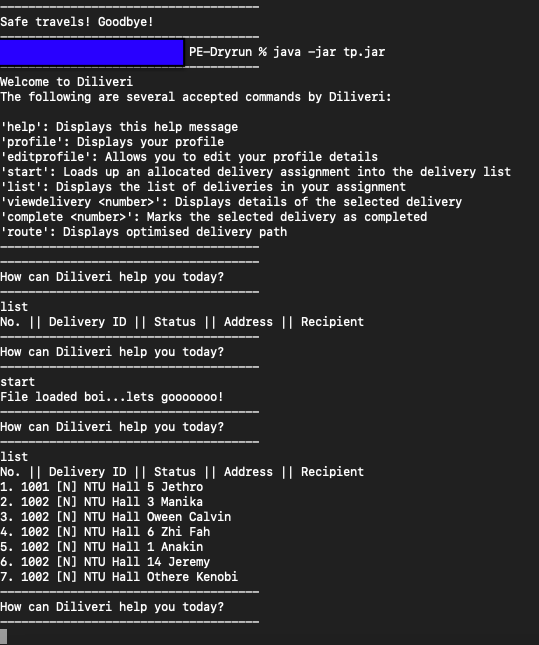 ----------------------------------------
Safe travels! Goodbye!
----------------------------------------
PE-Dryrun % java -jar tp.jar
----------------------------------------
Welcome to Diliveri
The following are several accepted commands by Diliveri:
'help': Displays this help message
'profile': Displays your profile
'editprofile': Allows you to edit your profile details
'start': Loads up an allocated delivery assignment into the delivery list
'list': Displays the list of deliveries in your assignment
'viewdelivery <number>': Displays details of the selected delivery
'complete <number>': Marks the selected delivery as completed
'route': Displays optimised delivery path
----------------------------------------
----------------------------------------
How can Diliveri help you today?
----------------------------------------
list
No. || Delivery ID || Status || Address || Recipient
----------------------------------------
How can Diliveri help you today?
----------------------------------------
start
File loaded boi...lets gooooooo!
----------------------------------------
How can Diliveri help you today?
----------------------------------------
list
No. || Delivery ID || Status || Address || Recipient
1. 1001 [N] NTU Hall 5 Jethro
2. 1002 [N] NTU Hall 3 Manika
3. 1002 [N] NTU Hall Oween Calvin
4. 1002 [N] NTU Hall 6 Zhi Fah
5. 1002 [N] NTU Hall 1 Anakin
6. 1002 [N] NTU Hall 14 Jeremy
7. 1002 [N] NTU Hall Othere Kenobi
----------------------------------------
How can Diliveri help you today?
----------------------------------------